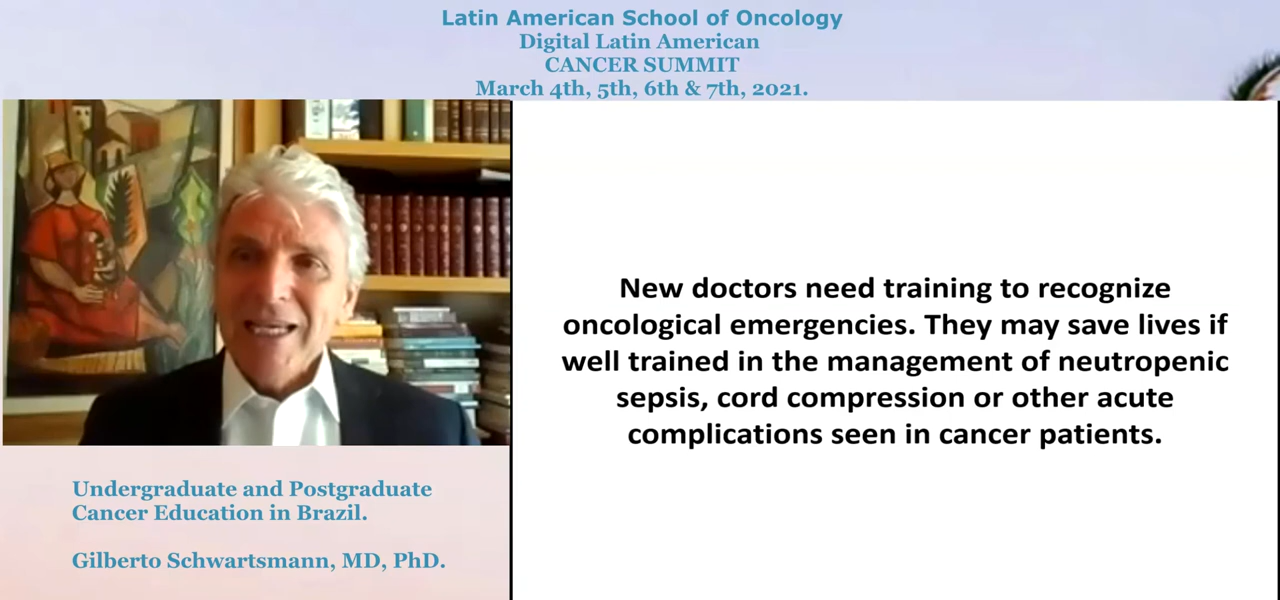 Latin American School of Oncology
Digital Latin American
CANCER SUMMIT
March 4th, 5th, 6th & 7th, 2021.
New doctors need training to recognize
oncological emergencies. They may save lives if
well trained in the management of neutropenic
sepsis, cord compression or other acute
complications seen in cancer patients.
Undergraduate and Postgraduate
Cancer Education in Brazil.
Gilberto Schwartsmann, MD, PhD.